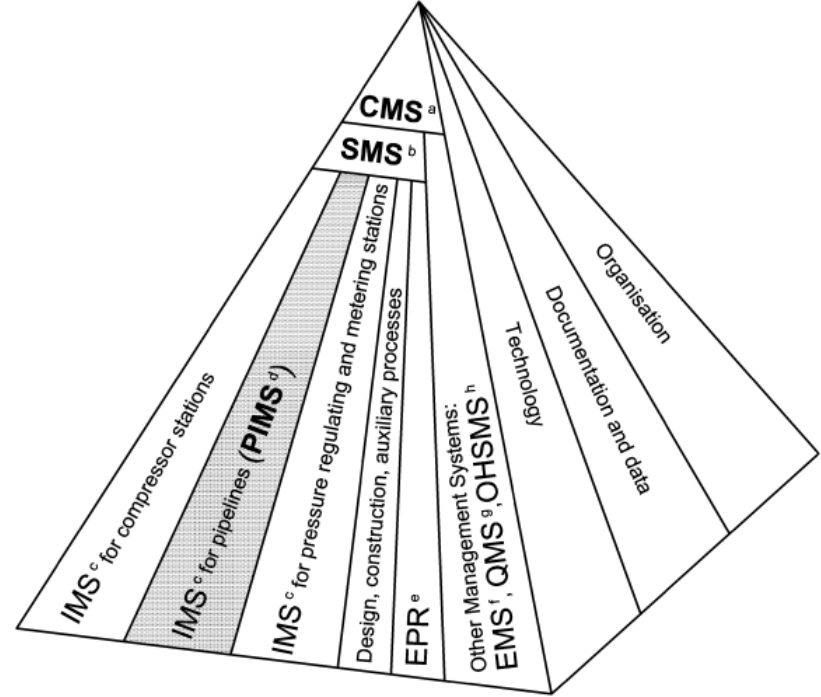 CMS a
SMS b
IMS c for compressor stations
IMS c for pipelines (PIMS d)
IMS c for pressure regulating and metering stations
Design, construction, auxiliary processes
EPR e
Other Management Systems:
EMS f, QMS g, OHSMS h
Technology
Documentation and data
Organisation